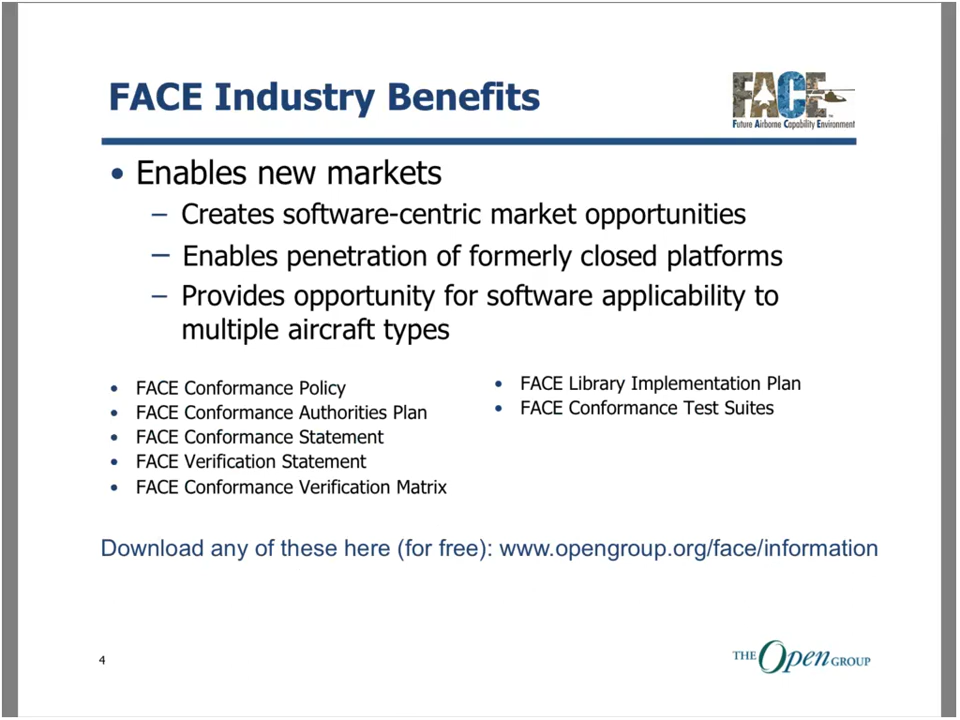 FACE Industry Benefits
FACE™
Future Airborne Capability Environment
• Enables new markets
– Creates software-centric market opportunities
– Enables penetration of formerly closed platforms
– Provides opportunity for software applicability to
multiple aircraft types
• FACE Conformance Policy
• FACE Conformance Authorities Plan
• FACE Conformance Statement
• FACE Verification Statement
• FACE Conformance Verification Matrix
• FACE Library Implementation Plan
• FACE Conformance Test Suites
Download any of these here (for free): www.opengroup.org/face/information
4
THE Open GROUP